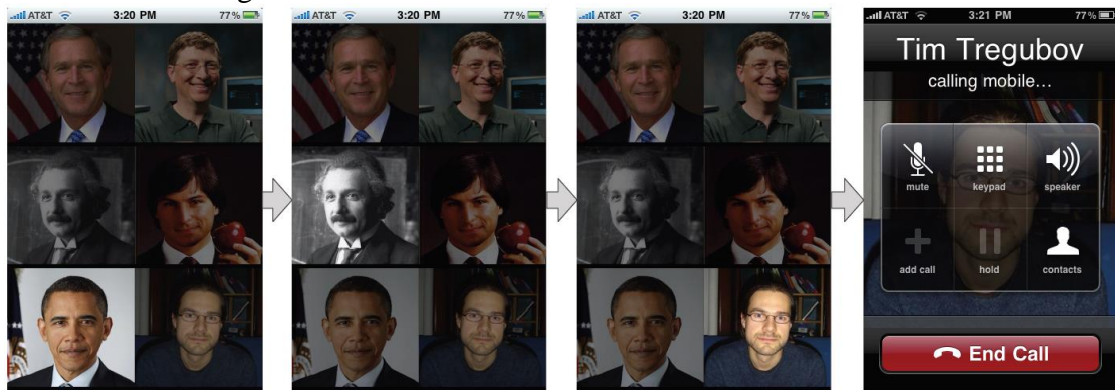 AT&T 3:20 PM 77%
AT&T 3:20 PM 77%
AT&T 3:20 PM 77%
AT&T 3:21 PM 77%
Tim Tregubov
calling mobile...
mute keypad speaker
add call hold contacts
End Call